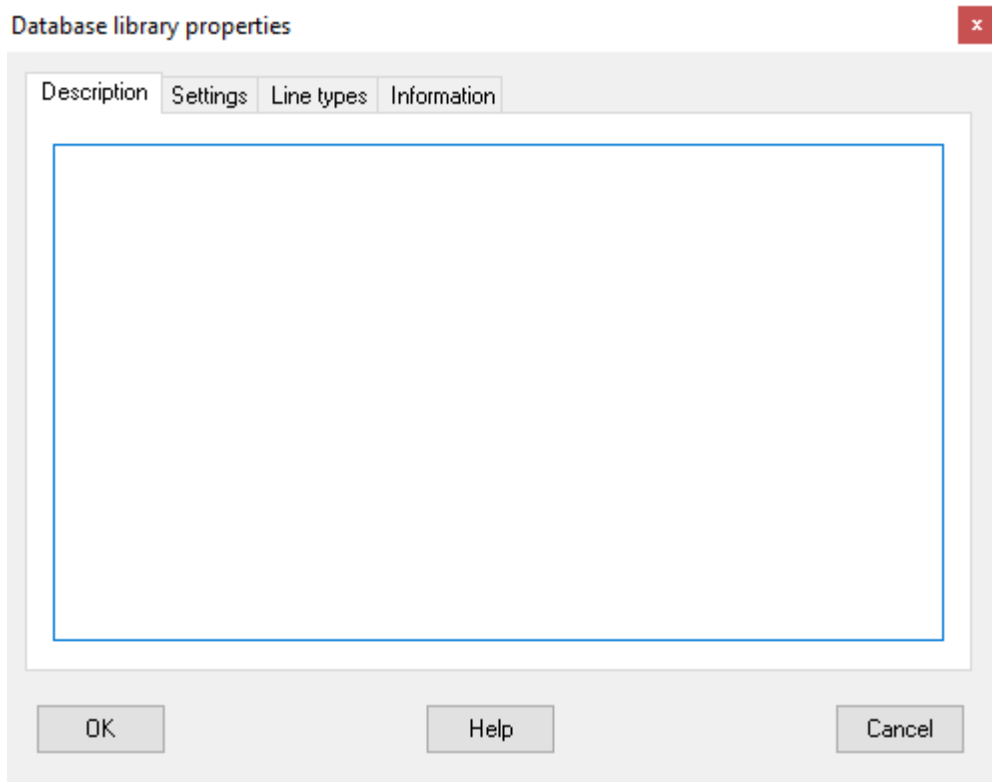 Database library properties
x
Description Settings Line types Information
OK Help Cancel